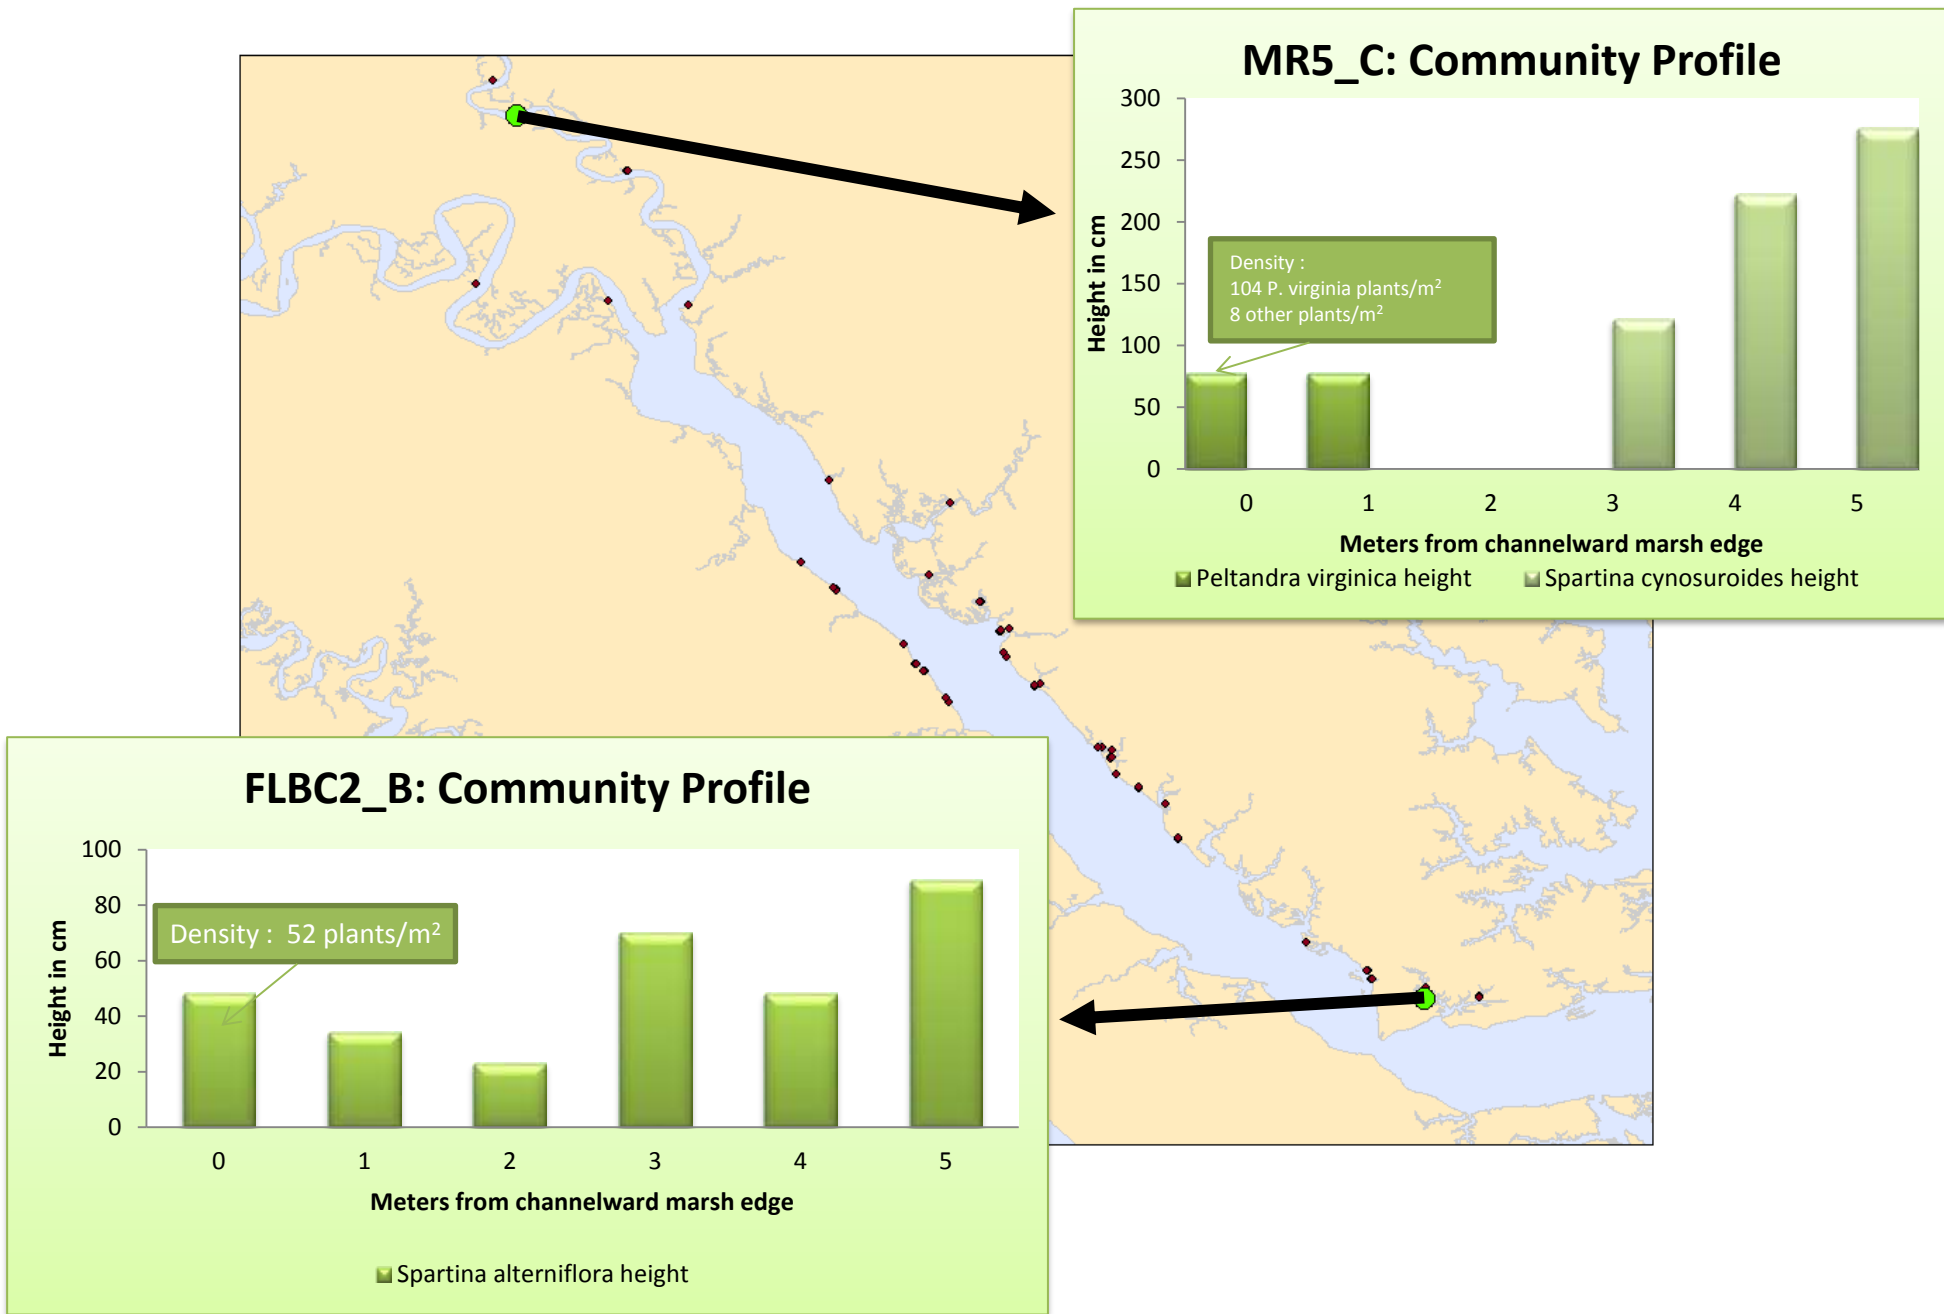 MR5_C: Community Profile
300
250
200
150
100
50
0
Height in cm
Density :
104 P. virginia plants/m²
8 other plants/m²
0 1 2 3 4 5
Meters from channelward marsh edge
Peltandra virginica height Spartina cynosuroides height
FLBC2_B: Community Profile
100
80
60
40
20
0
Height in cm
Density : 52 plants/m²
0 1 2 3 4 5
Meters from channelward marsh edge
Spartina alterniflora height